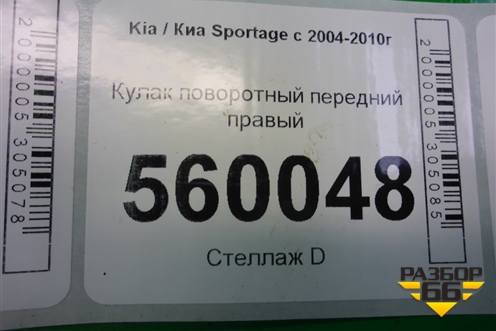 Kia / Киа Sportage с 2004-2010г
Кулак поворотный передний
правый
560048
Стеллаж D
2000005305078
2000005305085
РАЗБОР
66